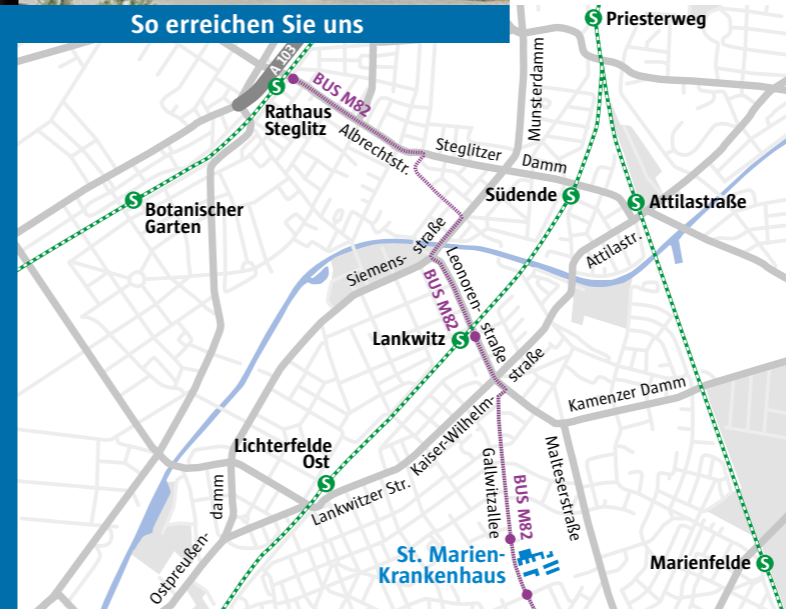 So erreichen Sie uns
Priesterweg
A 103
BUS M82
Munsterdamm
Rathaus
Steglitz
Albrechtstr.
Steglitzer Damm
Südende
Attilastraße
Botanischer
Garten
Siemens-
straße
Attilastr.
Leonoren-
straße
BUS M82
Lankwitz
Kaiser-Wilhelm-
straße
Kamenzer Damm
Lichterfelde
Ost
Lankwitzer Str.
Gallwitzallee
BUS M82
Malteserstraße
Ostpreußen-
damm
St. Marien-
Krankenhaus
Marienfelde
S
S
S
S
S
S
S
S